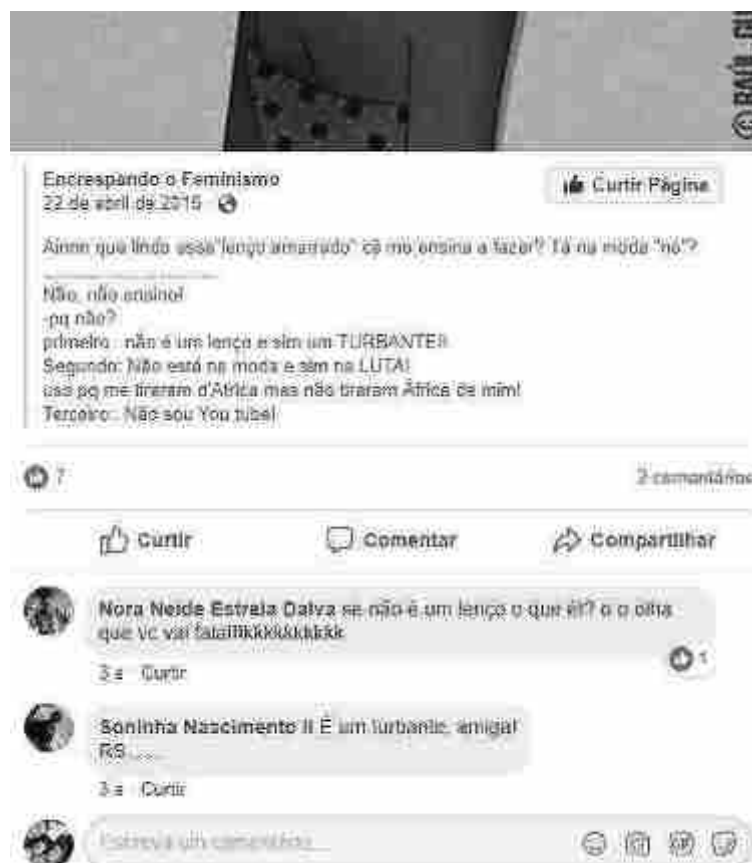 © RAÚL
Encrespando o Feminismo
22 de abril de 2015
Curtir Página
que lindo esse "lenço amarrado" cê me ensina a fazer? Tá na moda "né"?
Não, não ensino!
-pq não?
primeiro: não é um lenço e sim um TURBANTE!!
Segundo: Não está na moda e sim na LUTA!
uso pq me tiraram d'Africa mas não tiraram África de mim!
Terceiro: Não sou You tube!
7
2 comentários
Curtir
Comentar
Compartilhar
Nora Neide Estrela Dalva se não é um lenço o que é!? o o olha
que vc vai
1
3 a Curtir
Soninha Nascimento II É um turbante, amiga!
RS......
3 a Curtir
Escreva um comentário...
GIF